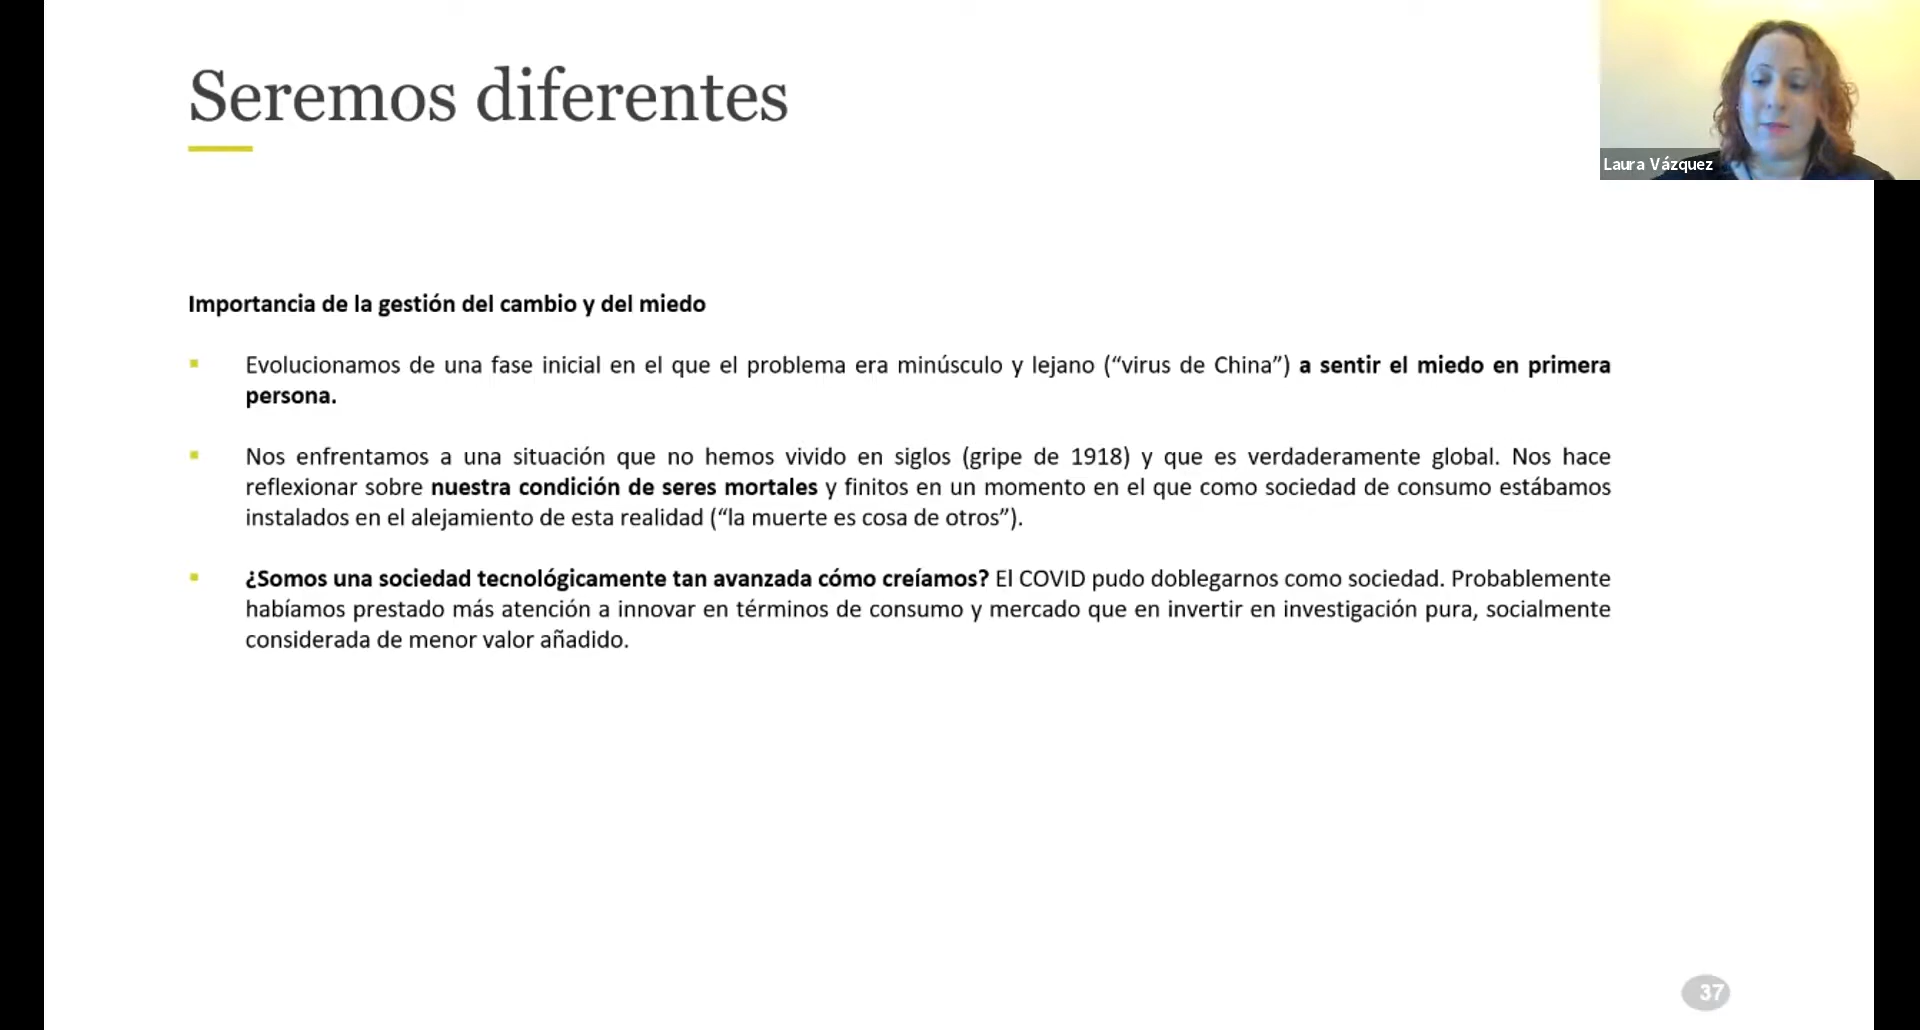 Seremos diferentes
Laura Vázquez
Importancia de la gestión del cambio y del miedo
▪ Evolucionamos de una fase inicial en el que el problema era minúsculo y lejano (“virus de China”) a sentir el miedo en primera
persona.
▪ Nos enfrentamos a una situación que no hemos vivido en siglos (gripe de 1918) y que es verdaderamente global. Nos hace
reflexionar sobre nuestra condición de seres mortales y finitos en un momento en el que como sociedad de consumo estábamos
instalados en el alejamiento de esta realidad (“la muerte es cosa de otros”).
▪ ¿Somos una sociedad tecnológicamente tan avanzada cómo creíamos? El COVID pudo doblegarnos como sociedad. Probablemente
habíamos prestado más atención a innovar en términos de consumo y mercado que en invertir en investigación pura, socialmente
considerada de menor valor añadido.
37